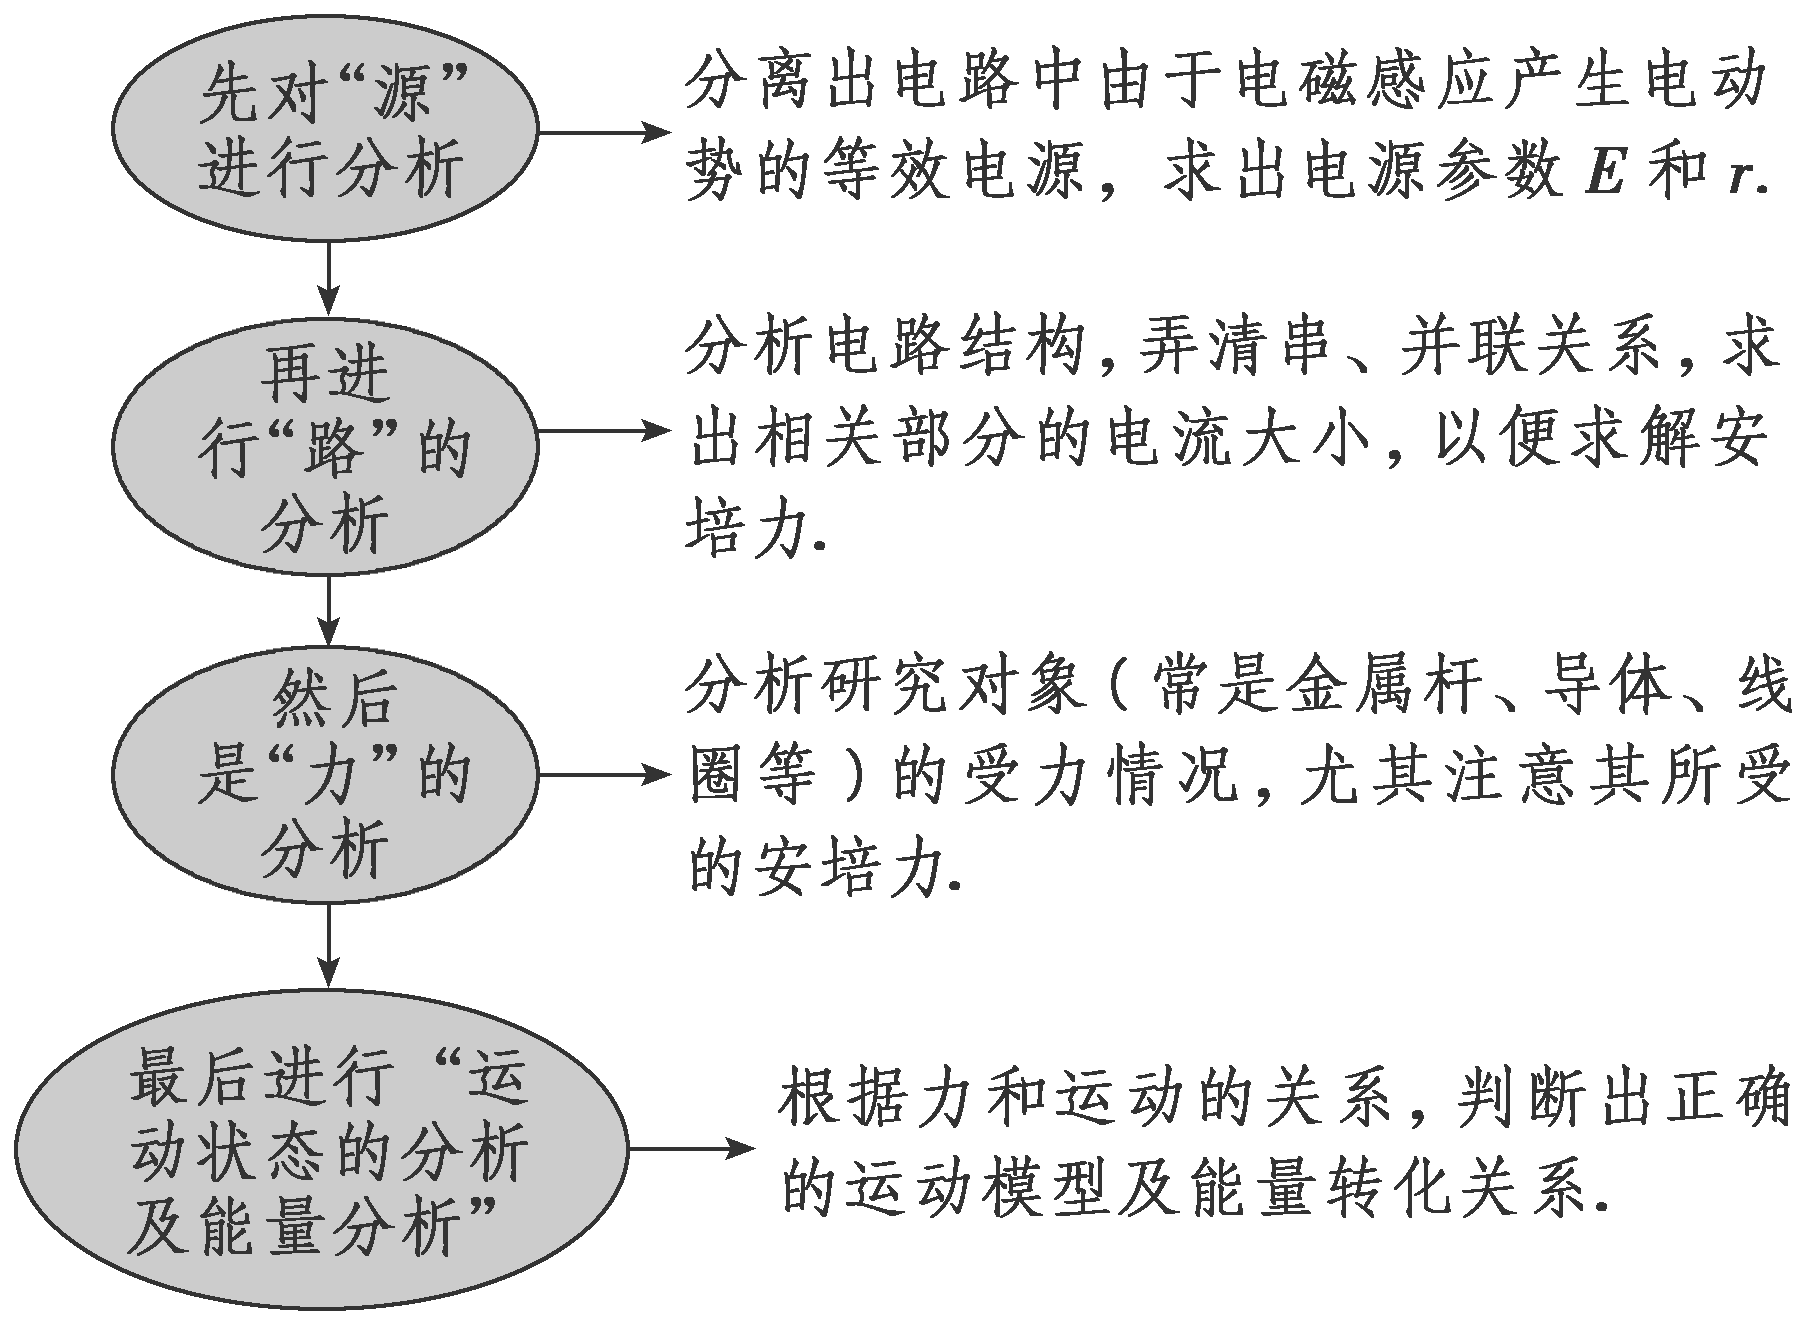 先对“源”
进行分析
分离出电路中由于电磁感应产生电动
势的等效电源，求出电源参数 E 和 r.
再进
行“路”的
分析
分析电路结构，弄清串、并联关系，求
出相关部分的电流大小，以便求解安
培力.
然后
是“力”的
分析
分析研究对象(常是金属杆、导体、线
圈等)的受力情况，尤其注意其所受
的安培力.
最后进行“运
动状态的分析
及能量分析”
根据力和运动的关系，判断出正确
的运动模型及能量转化关系.